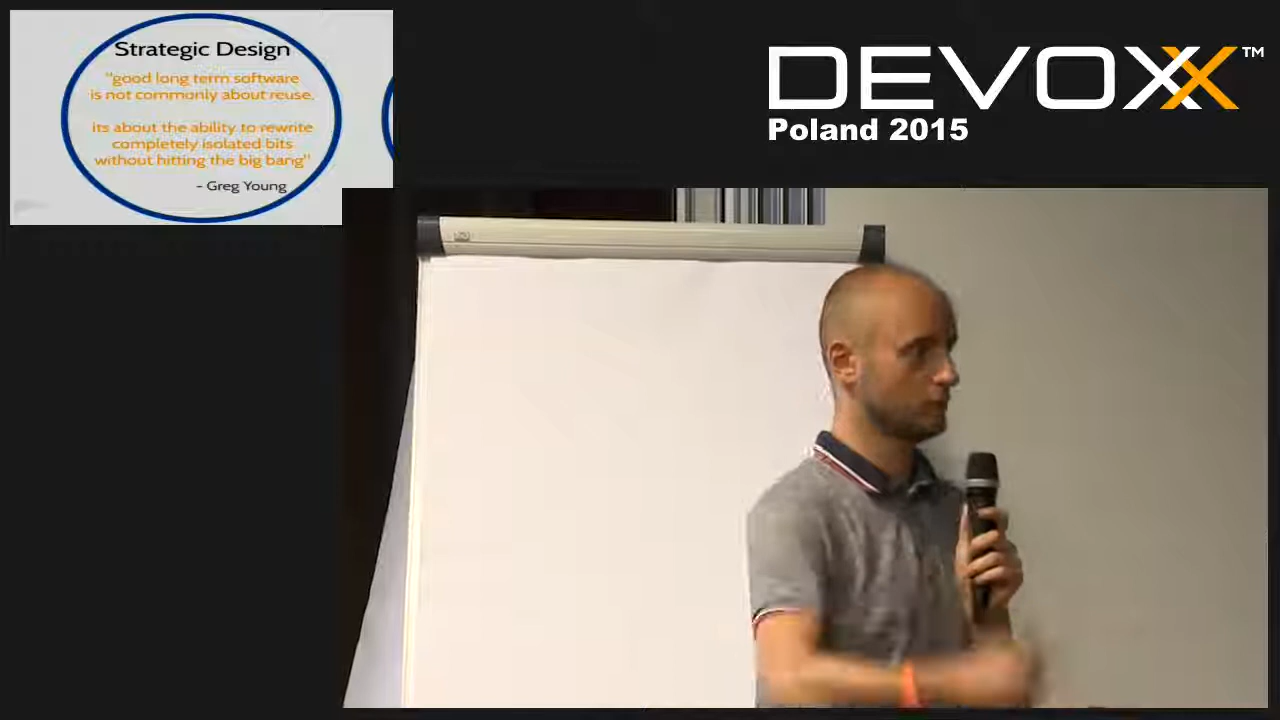 Strategic Design
"good long term software
is not commonly about reuse,
its about the ability to rewrite
completely isolated bits
without hitting the big bang"
- Greg Young
DEVOXX™
Poland 2015